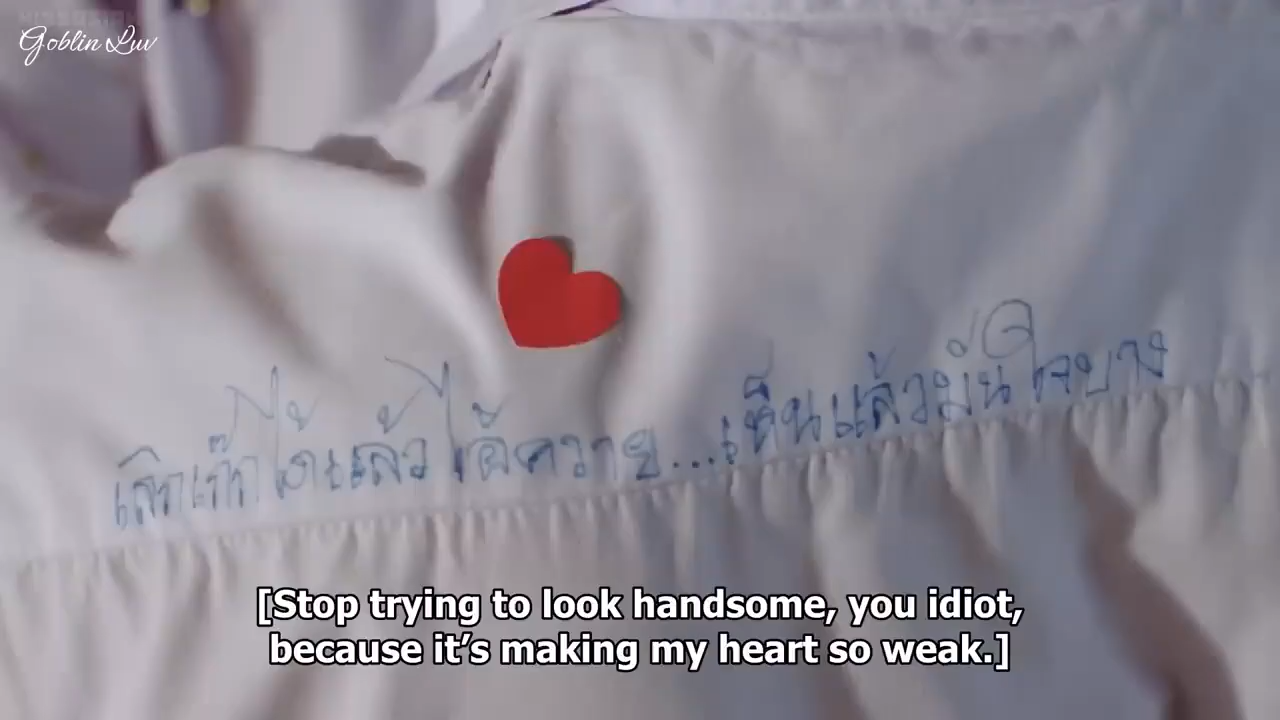 Goblin Luv
เลิกเก๊กได้แล้วไอ้ควาย...เห็นแล้วมันใจบาง
[Stop trying to look handsome, you idiot,
because it's making my heart so weak.]